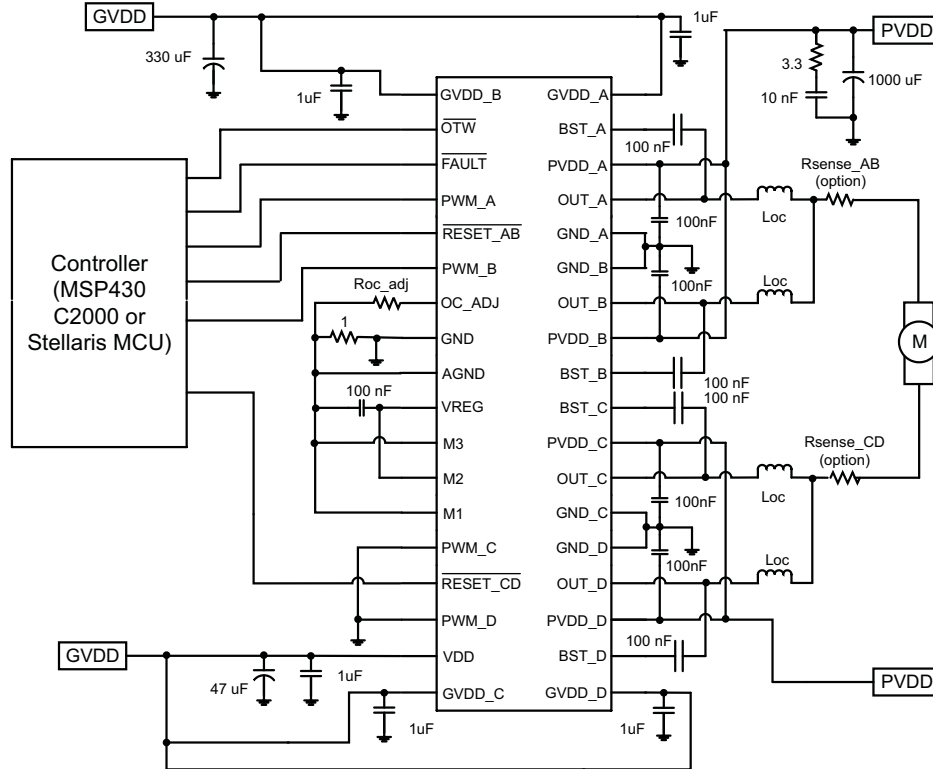 GVDD
1uF
PVDD
330 uF
3.3
1000 uF
1uF
10 nF
GVDD_B
GVDD_A
OTW
BST_A
100 nF
FAULT
PVDD_A
Rsense_AB
(option)
PWM_A
OUT_A
Loc
100nF
RESET_AB
GND_A
Controller
(MSP430
C2000 or
Stellaris MCU)
PWM_B
GND_B
100nF
Loc
Roc_adj
OC_ADJ
OUT_B
1
GND
PVDD_B
M
AGND
BST_B
100 nF
100 nF
100 nF
VREG
BST_C
M3
PVDD_C
Rsense_CD
(option)
M2
OUT_C
Loc
100nF
M1
GND_C
PWM_C
GND_D
100nF
Loc
RESET_CD
OUT_D
PWM_D
PVDD_D
100 nF
GVDD
VDD
BST_D
47 uF
1uF
PVDD
GVDD_C
GVDD_D
1uF
1uF